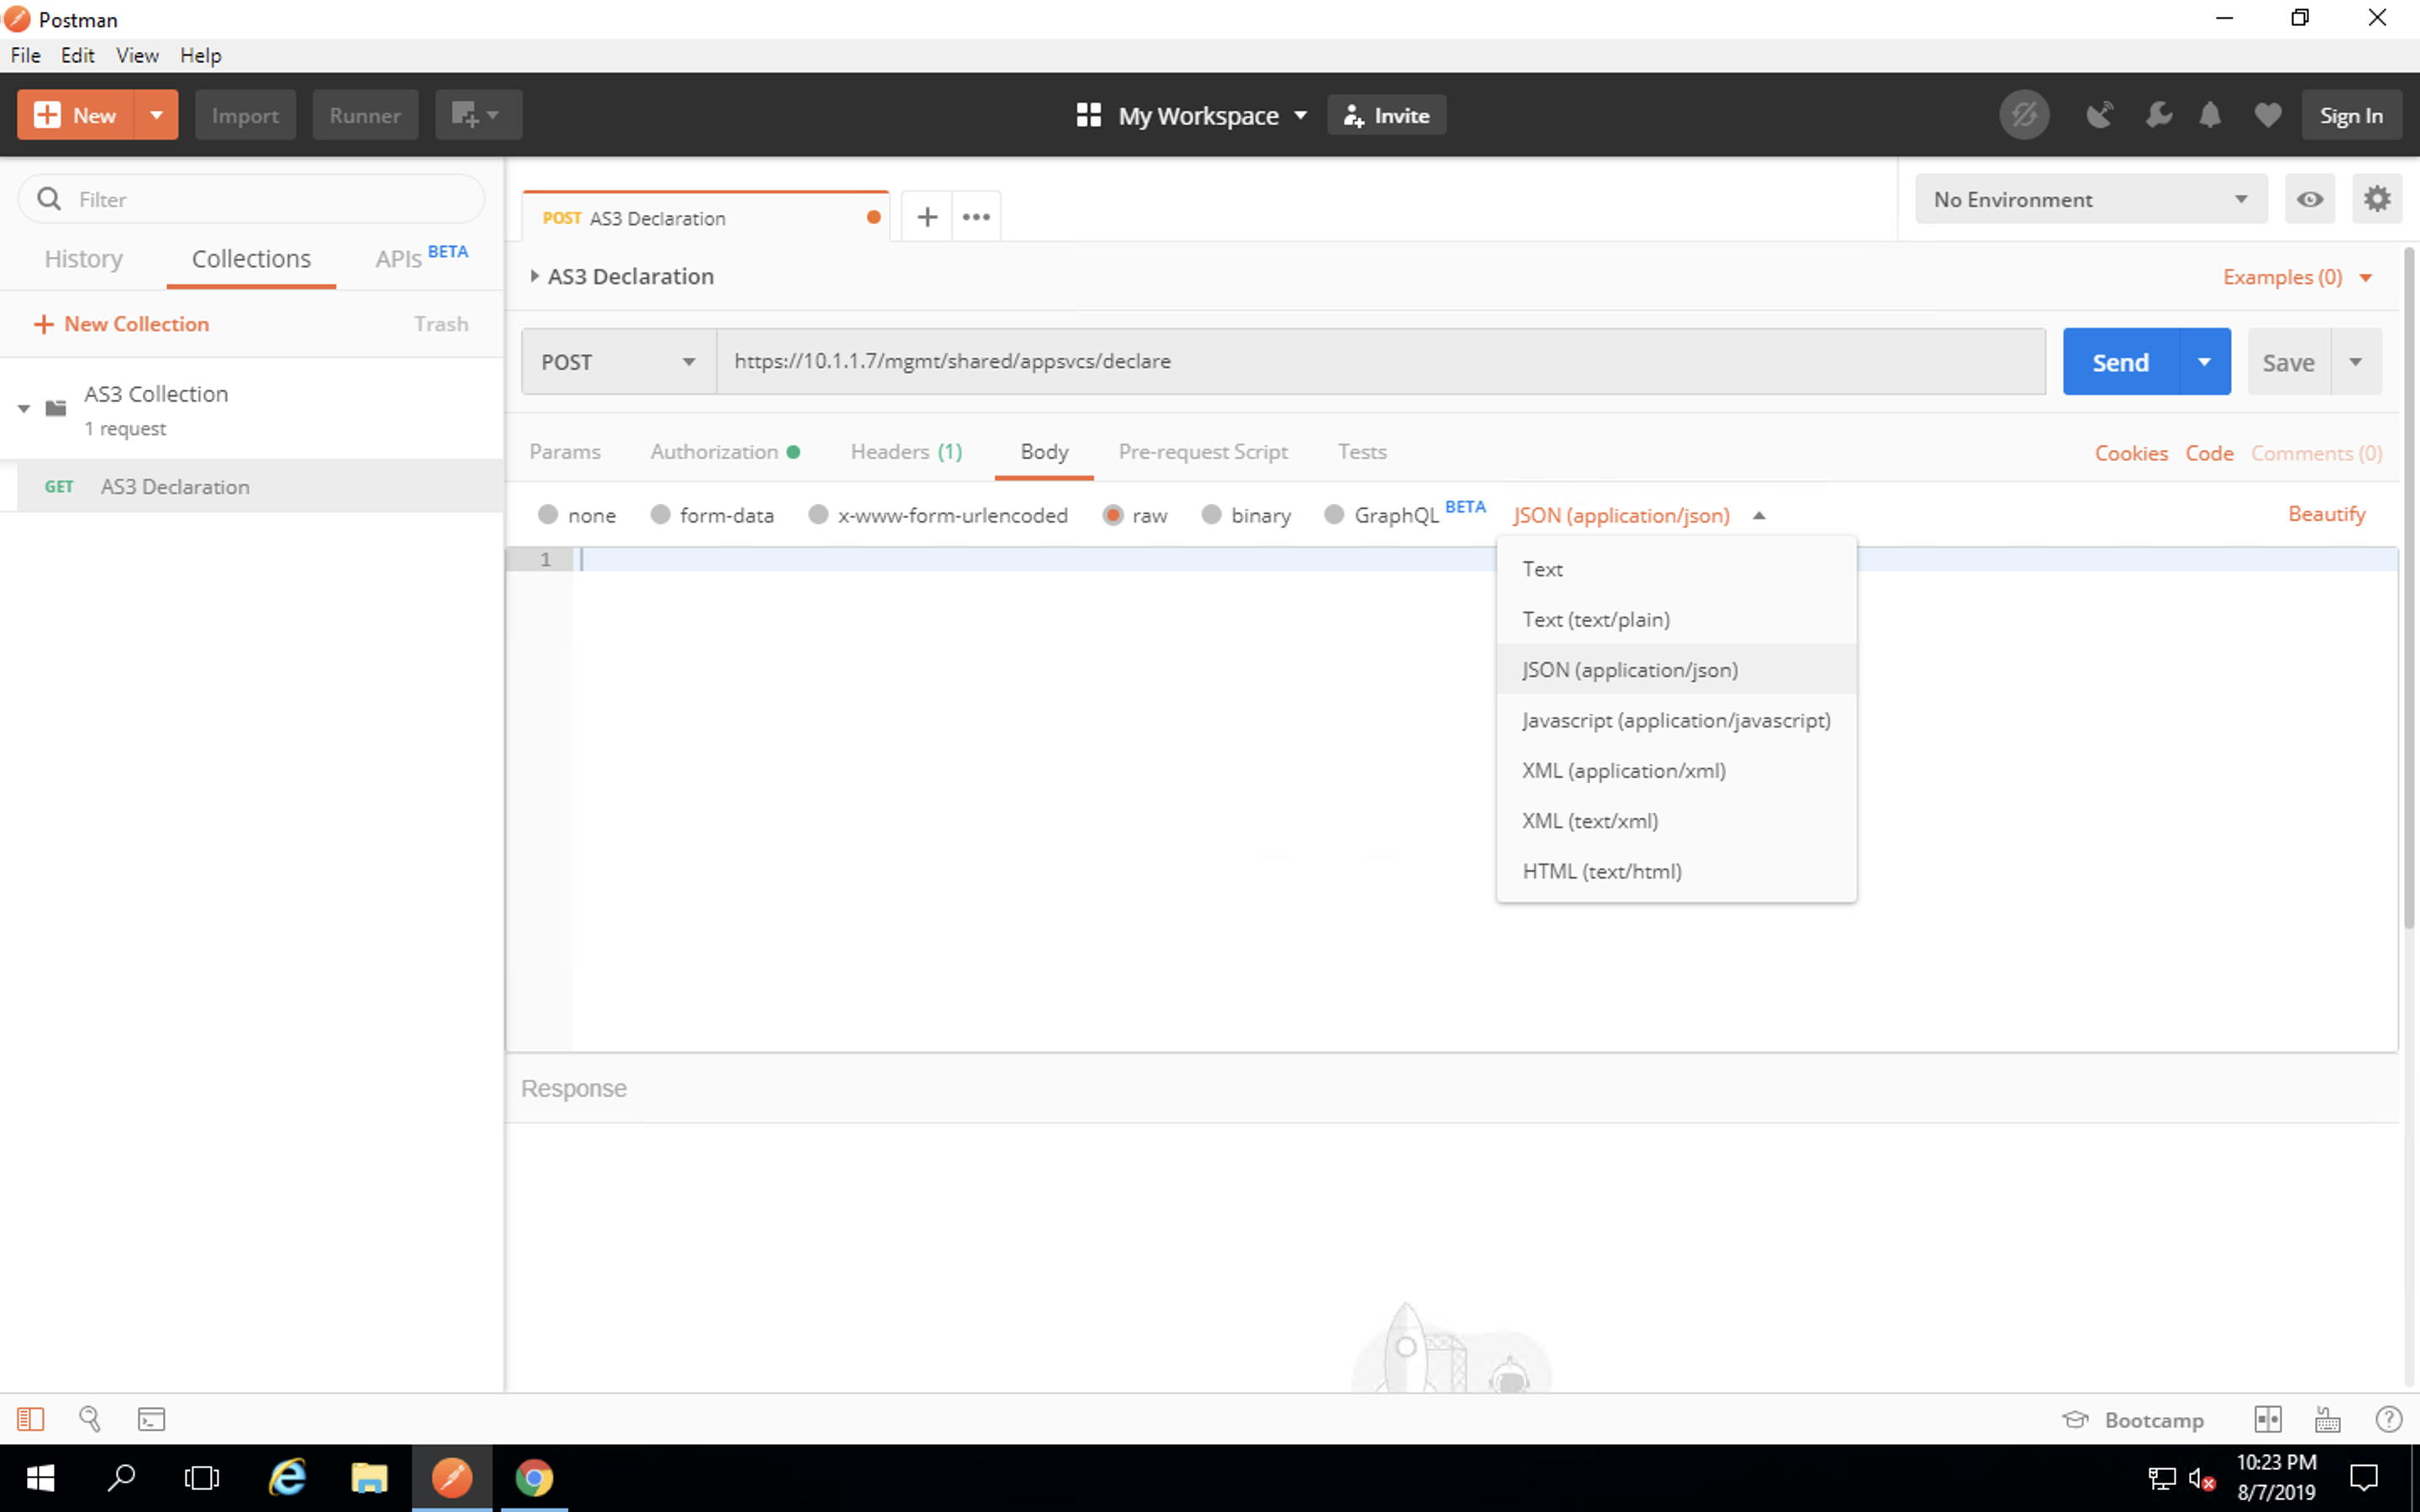 Postman
File Edit View Help
New Import Runner My Workspace Invite Sign In
Filter
History Collections APIs BETA
New Collection Trash
AS3 Collection
1 request
GET AS3 Declaration
POST AS3 Declaration
No Environment
AS3 Declaration
Examples (0)
POST https://10.1.1.7/mgmt/shared/appsvcs/declare Send Save
Params Authorization Headers (1) Body Pre-request Script Tests Cookies Code Comments (0)
none form-data x-www-form-urlencoded raw binary GraphQL BETA JSON (application/json) Beautify
1
Text
Text (text/plain)
JSON (application/json)
Javascript (application/javascript)
XML (application/xml)
XML (text/xml)
HTML (text/html)
Response
Bootcamp
10:23 PM
8/7/2019